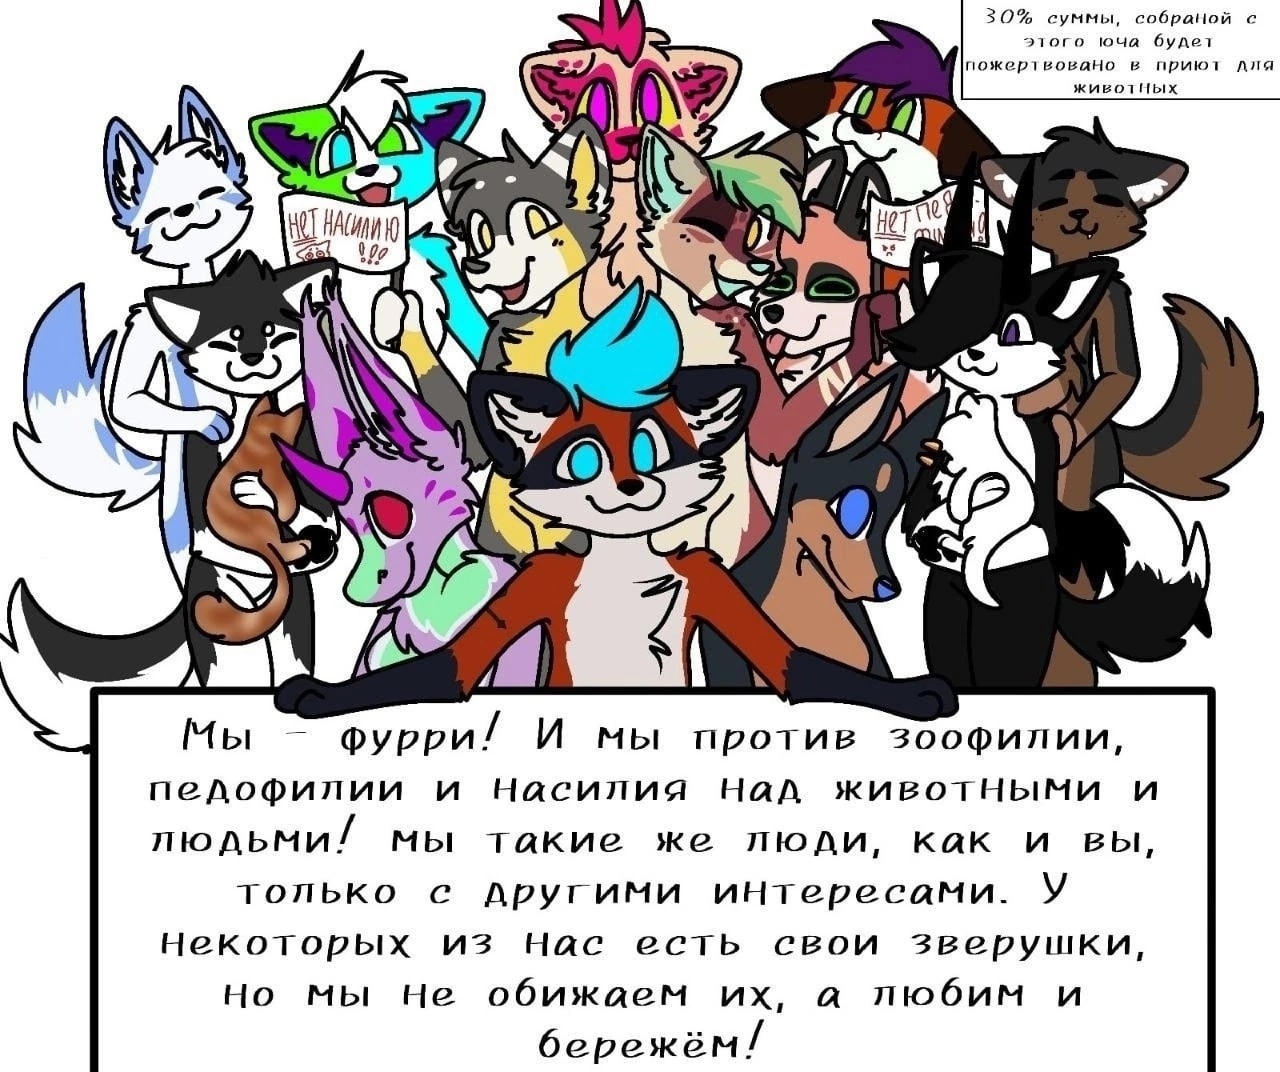 30% суммы, собраной с
этого юча будет
пожертвовано в приют для
животных
НЕТ НАСИЛИЮ
!!!
НЕТ ПЕД
Мы - фурри! И мы против зоофилии,
педофилии и насилия над животными и
людьми! мы такие же люди, как и вы,
только с другими интересами. У
некоторых из нас есть свои зверушки,
но мы не обижаем их, а любим и
бережём!